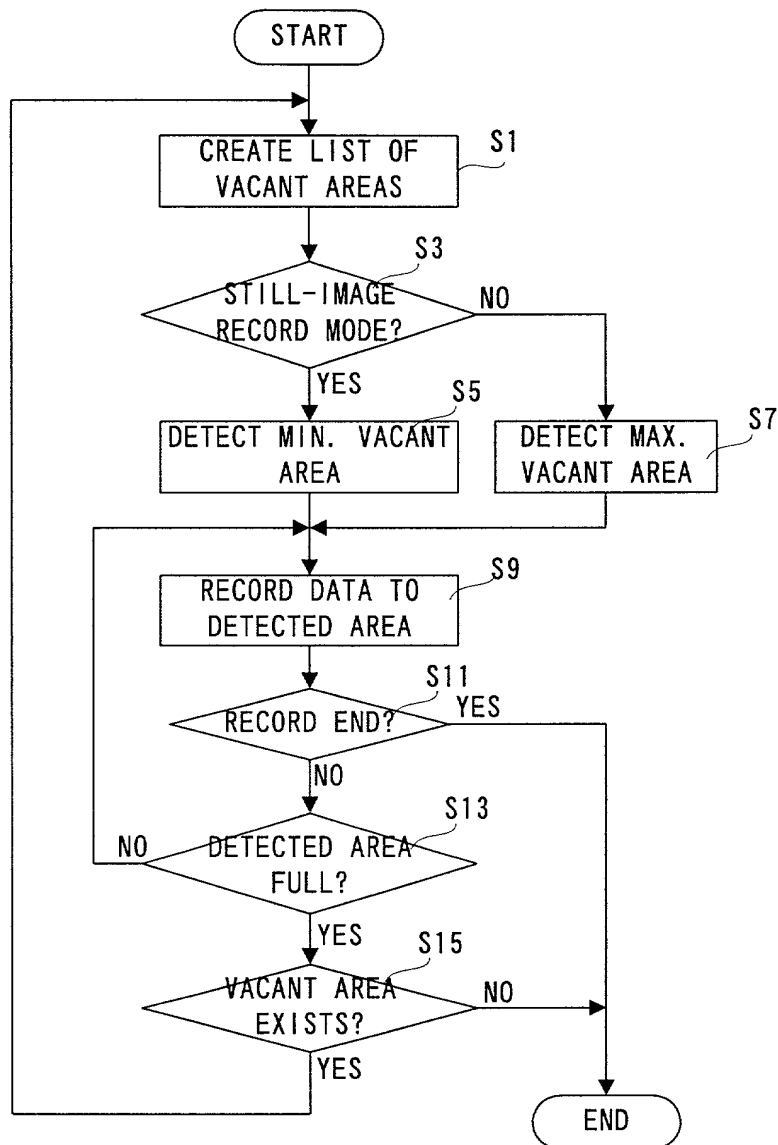 START
CREATE LIST OF
VACANT AREAS
S1
S3
STILL-IMAGE
RECORD MODE?
NO
YES
S5
DETECT MIN. VACANT
AREA
S7
DETECT MAX.
VACANT AREA
S9
RECORD DATA TO
DETECTED AREA
S11
RECORD END?
YES
NO
S13
DETECTED AREA
FULL?
NO
YES
S15
VACANT AREA
EXISTS?
NO
YES
END